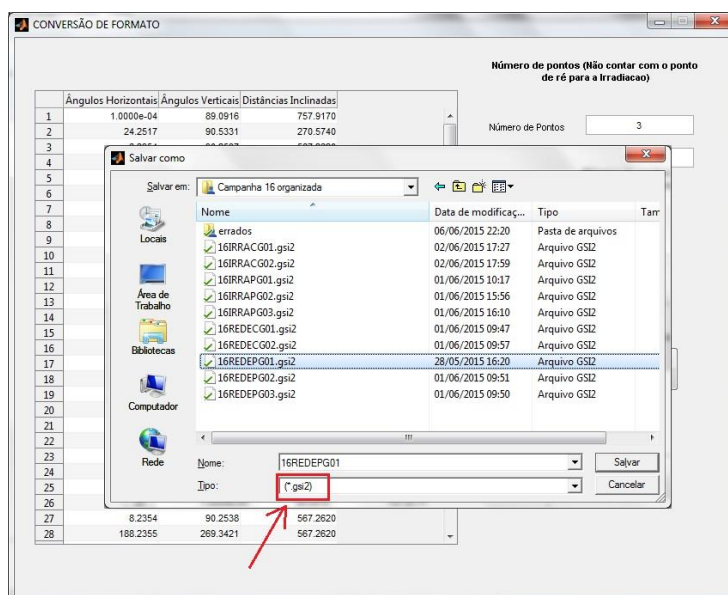 CONVERSÃO DE FORMATO
Número de pontos (Não contar com o ponto
de ré para a Irradiacao)
Ângulos Horizontais Ângulos Verticais Distâncias Inclinadas
1 1.0000e-04 89.0916 757.9170
2 24.2517 90.5331 270.5740
Número de Pontos 3
3
4
5
6
7
8
9
10
11
12
13
14
15
16
17
18
19
20
21
22
23
24
25
26
27 8.2354 90.2538 567.2620
28 188.2355 269.3421 567.2620
Salvar como
Salvar em: Campanha 16 organizada
Nome Data de modificaç... Tipo Tam
errados 06/06/2015 22:20 Pasta de arquivos
16IRRACG01.gsi2 02/06/2015 17:27 Arquivo GSI2
16IRRACG02.gsi2 02/06/2015 17:59 Arquivo GSI2
16IRRAPG01.gsi2 01/06/2015 10:17 Arquivo GSI2
16IRRAPG02.gsi2 01/06/2015 15:56 Arquivo GSI2
16IRRAPG03.gsi2 01/06/2015 16:10 Arquivo GSI2
16REDECG01.gsi2 01/06/2015 09:47 Arquivo GSI2
16REDECG02.gsi2 01/06/2015 09:57 Arquivo GSI2
16REDEPG01.gsi2 28/05/2015 16:20 Arquivo GSI2
16REDEPG02.gsi2 01/06/2015 09:51 Arquivo GSI2
16REDEPG03.gsi2 01/06/2015 09:50 Arquivo GSI2
Locais
Área de
Trabalho
Bibliotecas
Computador
Rede
Nome: 16REDEPG01 Salvar
Tipo: (*.gsi2) Cancelar